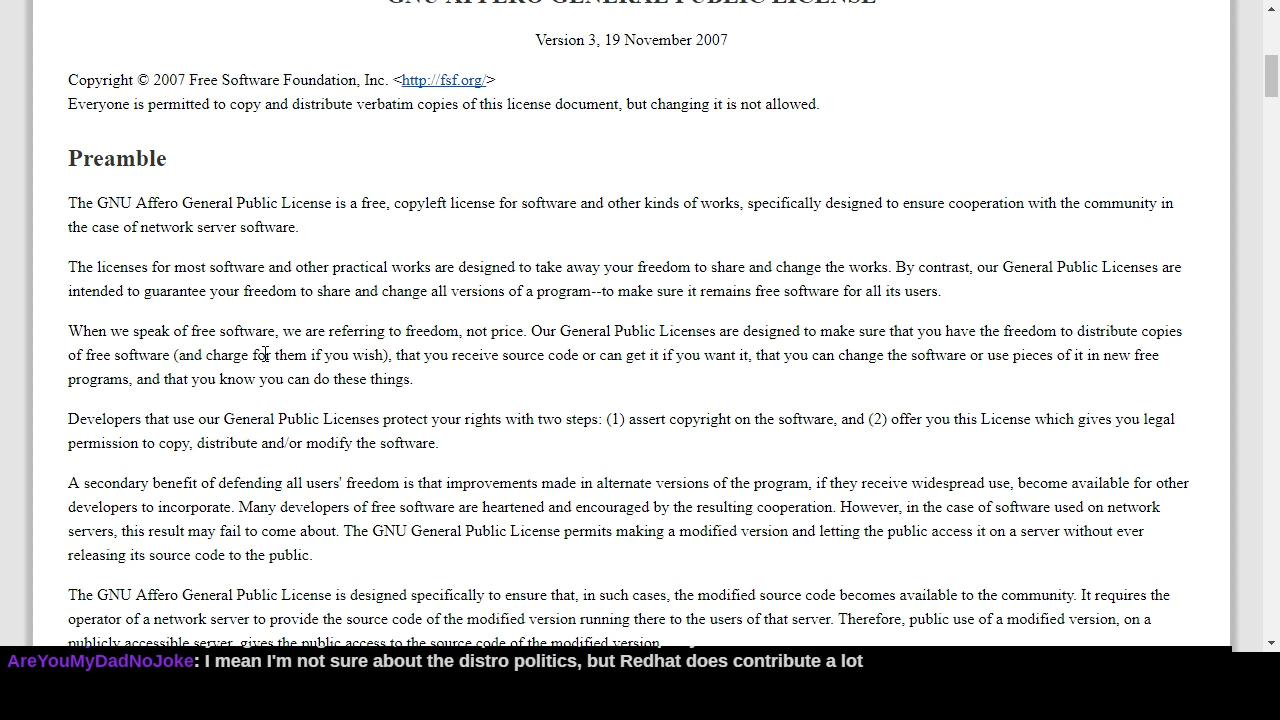 GNU AFFERO GENERAL PUBLIC LICENSE
Version 3, 19 November 2007
Copyright © 2007 Free Software Foundation, Inc. <http://fsf.org/>
Everyone is permitted to copy and distribute verbatim copies of this license document, but changing it is not allowed.
Preamble
The GNU Affero General Public License is a free, copyleft license for software and other kinds of works, specifically designed to ensure cooperation with the community in
the case of network server software.
The licenses for most software and other practical works are designed to take away your freedom to share and change the works. By contrast, our General Public Licenses are
intended to guarantee your freedom to share and change all versions of a program--to make sure it remains free software for all its users.
When we speak of free software, we are referring to freedom, not price. Our General Public Licenses are designed to make sure that you have the freedom to distribute copies
of free software (and charge for them if you wish), that you receive source code or can get it if you want it, that you can change the software or use pieces of it in new free
programs, and that you know you can do these things.
Developers that use our General Public Licenses protect your rights with two steps: (1) assert copyright on the software, and (2) offer you this License which gives you legal
permission to copy, distribute and/or modify the software.
A secondary benefit of defending all users' freedom is that improvements made in alternate versions of the program, if they receive widespread use, become available for other
developers to incorporate. Many developers of free software are heartened and encouraged by the resulting cooperation. However, in the case of software used on network
servers, this result may fail to come about. The GNU General Public License permits making a modified version and letting the public access it on a server without ever
releasing its source code to the public.
The GNU Affero General Public License is designed specifically to ensure that, in such cases, the modified source code becomes available to the community. It requires the
operator of a network server to provide the source code of the modified version running there to the users of that server. Therefore, public use of a modified version, on a
publicly accessible server, gives the public access to the source code of the modified version.
AreYouMyDadNoJoke: I mean I'm not sure about the distro politics, but Redhat does contribute a lot